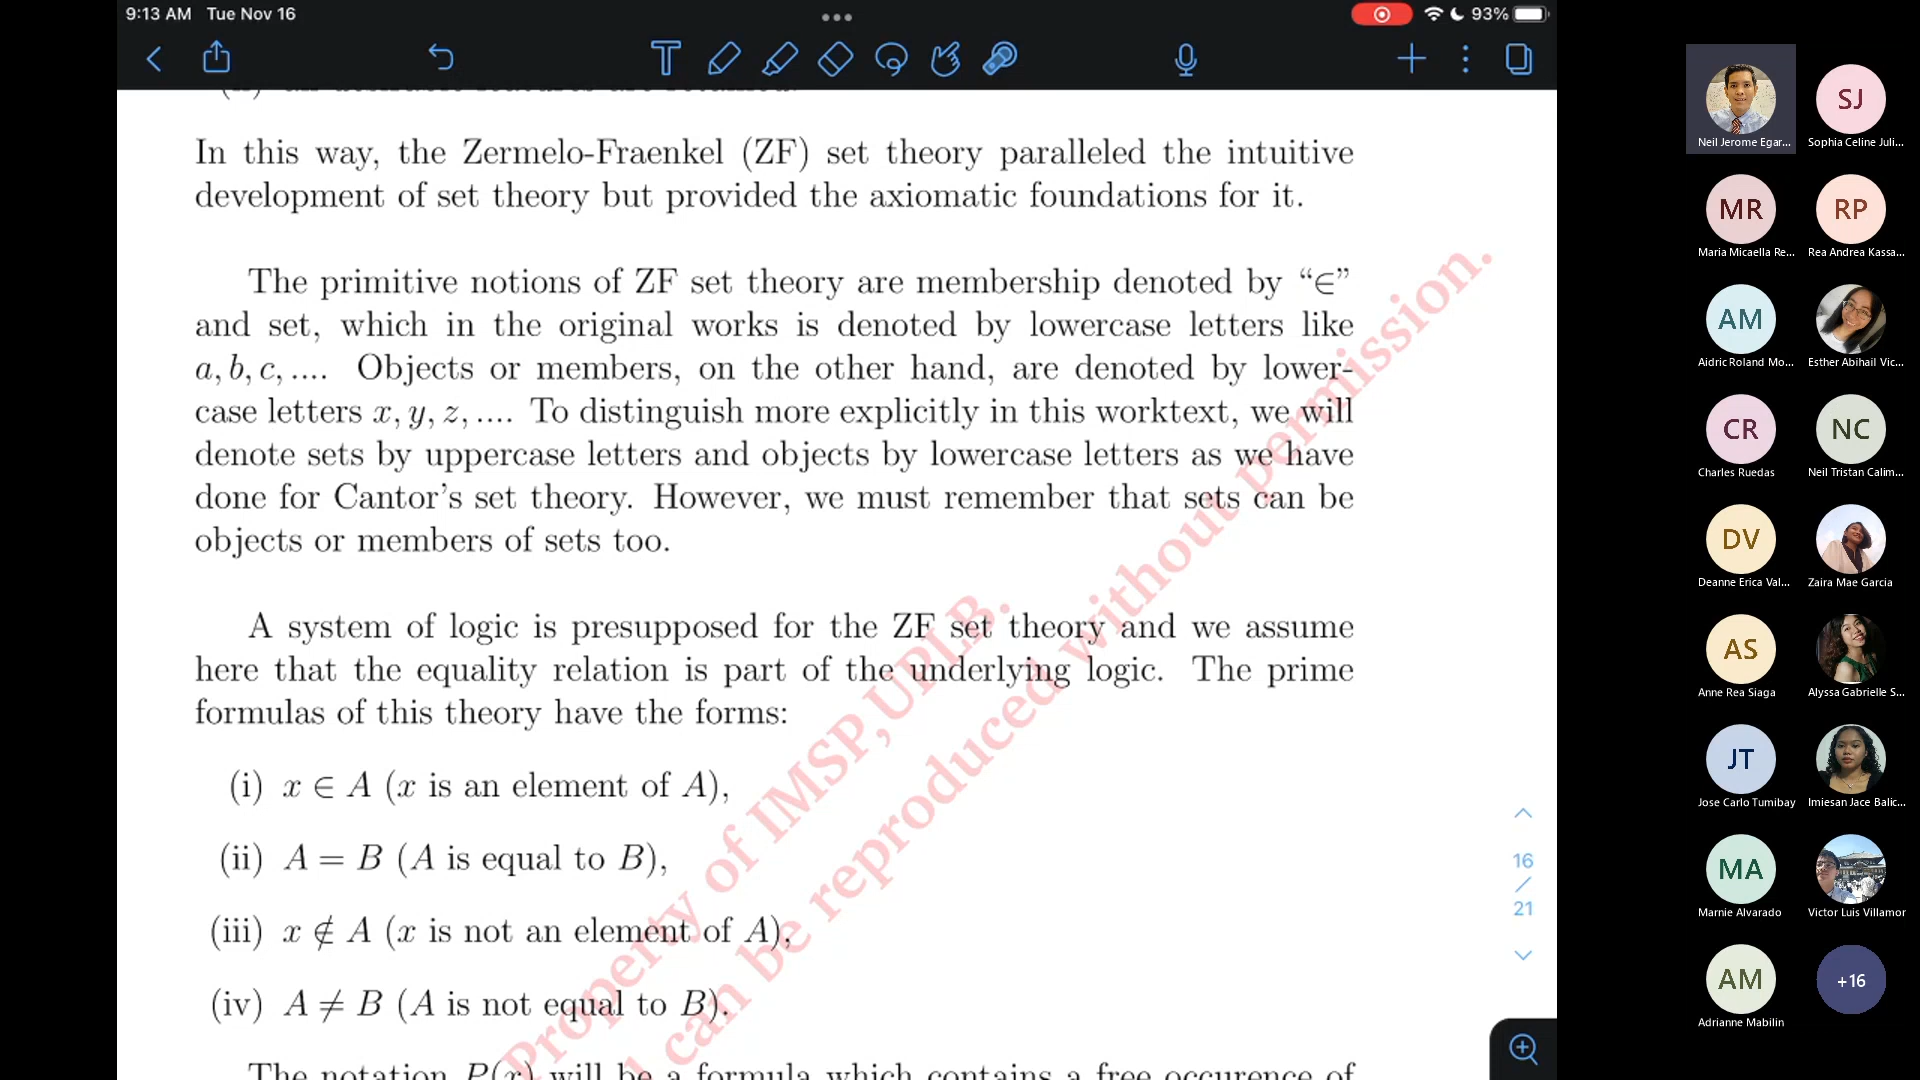 9:13 AM Tue Nov 16
93%
In this way, the Zermelo-Fraenkel (ZF) set theory paralleled the intuitive
development of set theory but provided the axiomatic foundations for it.
The primitive notions of ZF set theory are membership denoted by “∈”
and set, which in the original works is denoted by lowercase letters like
a, b, c, .... Objects or members, on the other hand, are denoted by lower-
case letters x, y, z, .... To distinguish more explicitly in this worktext, we will
denote sets by uppercase letters and objects by lowercase letters as we have
done for Cantor’s set theory. However, we must remember that sets can be
objects or members of sets too.
A system of logic is presupposed for the ZF set theory and we assume
here that the equality relation is part of the underlying logic. The prime
formulas of this theory have the forms:
(i) x ∈ A (x is an element of A),
(ii) A = B (A is equal to B),
(iii) x ∉ A (x is not an element of A),
(iv) A ≠ B (A is not equal to B).
The notation P(x) will be a formula which contains a free occurence of
Property of IMSP, UPLB.
can be reproduced without permission.
16
/
21
Neil Jerome Egar...
SJ
Sophia Celine Juli...
MR
Maria Micaella Re...
RP
Rea Andrea Kassa...
AM
Aidric Roland Mo...
Esther Abihail Vic...
CR
Charles Ruedas
NC
Neil Tristan Calim...
DV
Deanne Erica Val...
Zaira Mae Garcia
AS
Anne Rea Siaga
Alyssa Gabrielle S...
JT
Jose Carlo Tumibay
Imiesan Jace Balic...
MA
Marnie Alvarado
Victor Luis Villamor
AM
Adrianne Mabilin
+16